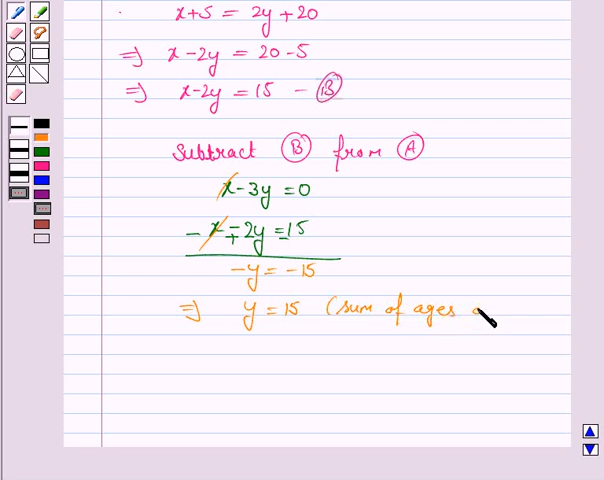 x+5 = 2y+20
⇒ x-2y = 20-5
⇒ x-2y = 15 - Ⓑ
Subtract Ⓑ from Ⓐ
x-3y = 0
- x ∓ 2y = 15
-y = -15
⇒ y = 15 (sum of ages